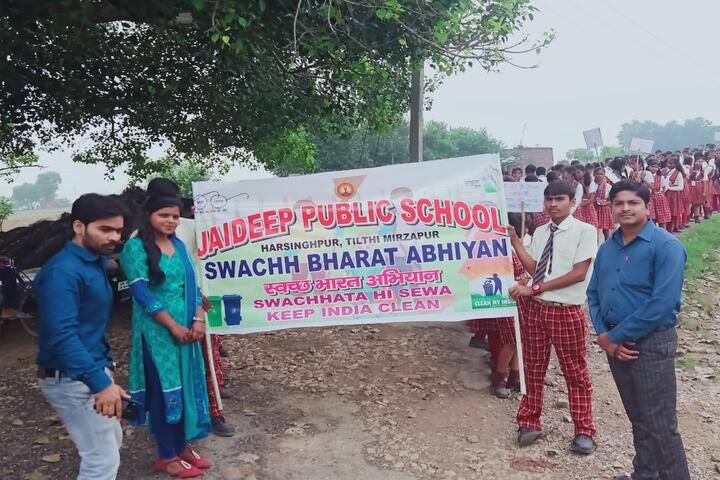 JAIDEEP PUBLIC SCHOOL
HARSINGHPUR, TILTHI MIRZAPUR
SWACHH BHARAT ABHIYAN
स्वच्छ भारत अभियान
SWACHHATA HI SEWA
KEEP INDIA CLEAN
CLEAN MY INDIA